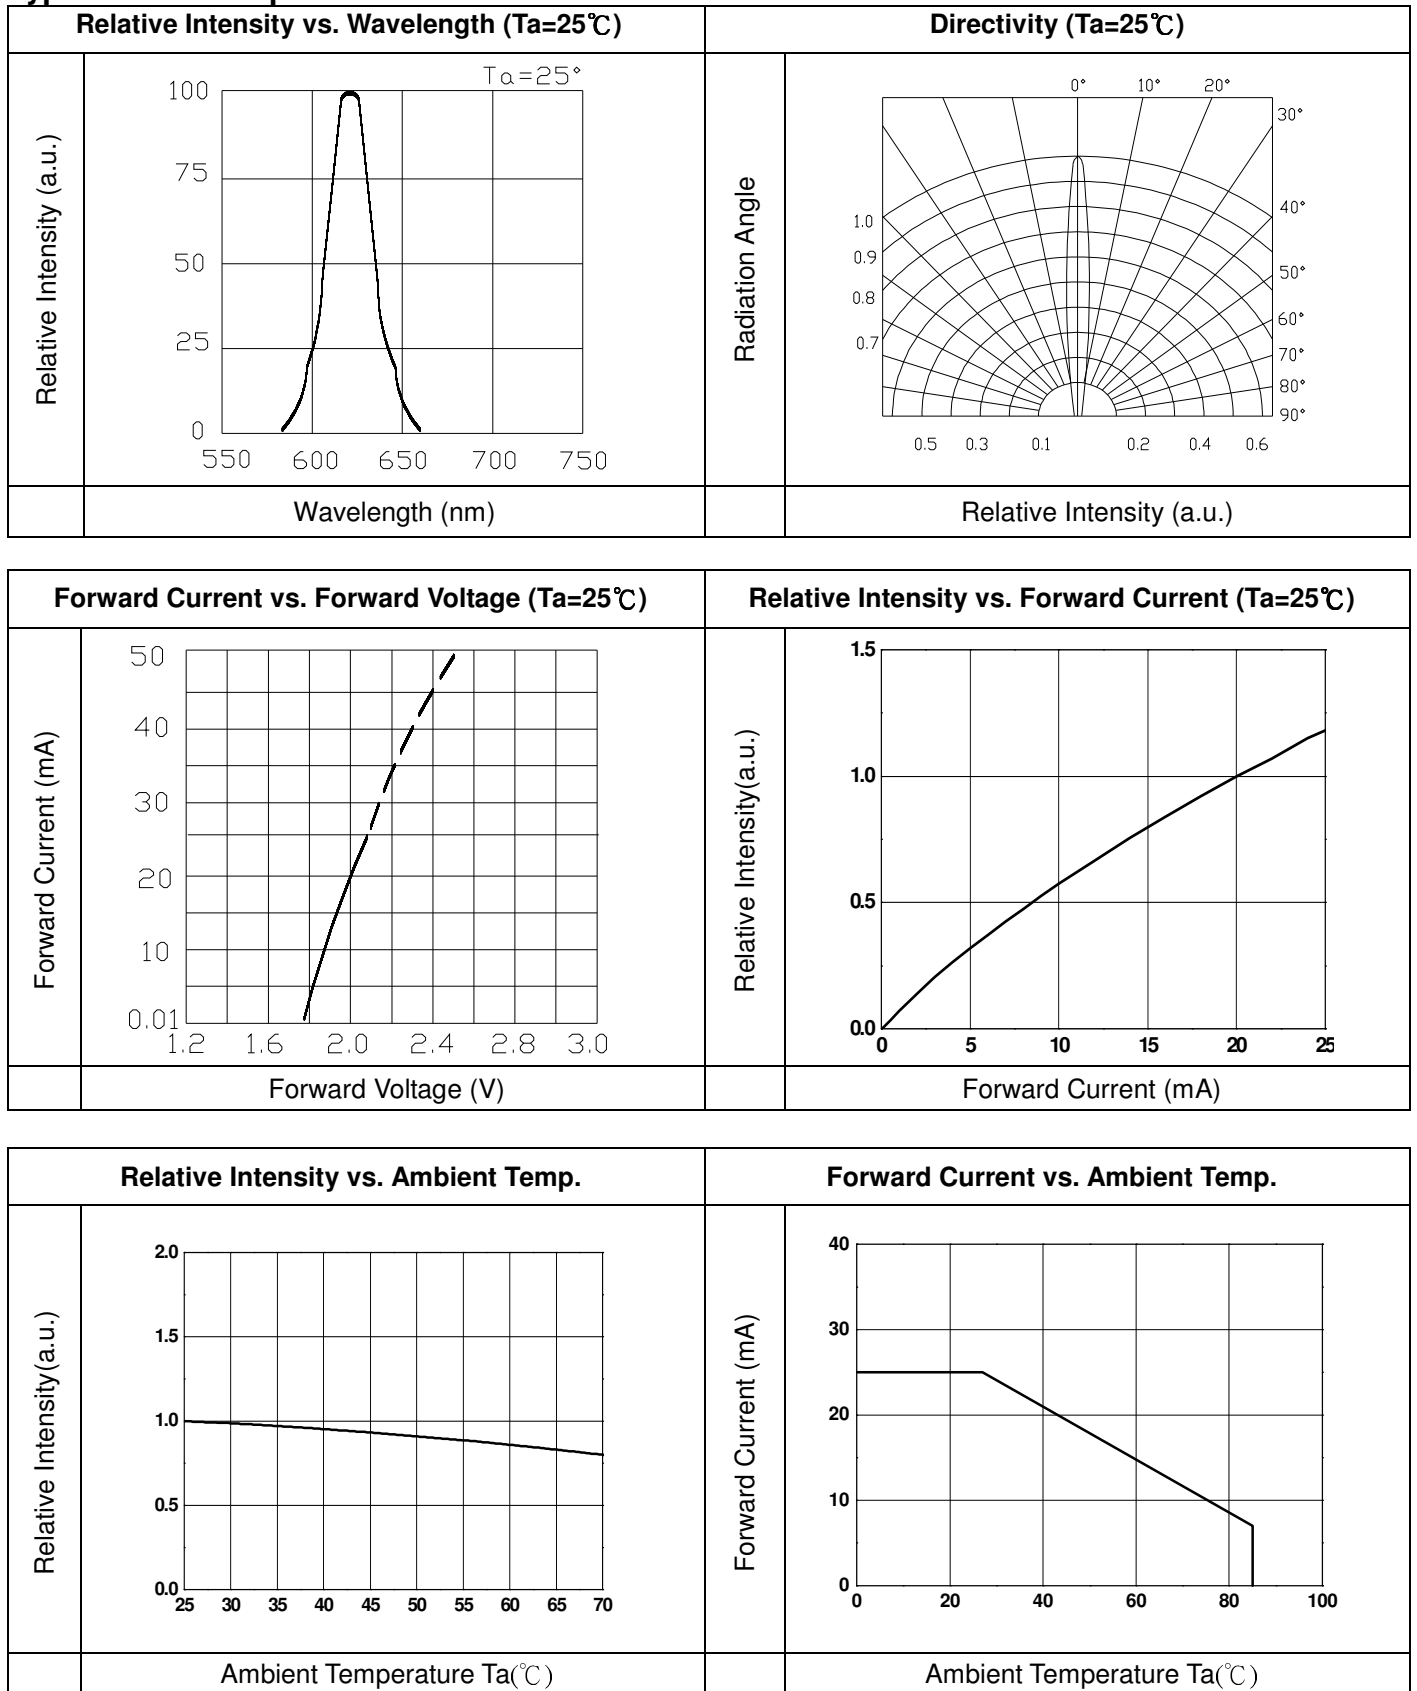 Relative Intensity vs. Wavelength (Ta=25℃)
Directivity (Ta=25℃)
Relative Intensity (a.u.)
Ta=25°
100
75
50
25
0
550 600 650 700 750
Wavelength (nm)
Radiation Angle
0° 10° 20°
30°
40°
50°
60°
70°
80°
90°
1.0
0.9
0.8
0.7
0.5 0.3 0.1 0.2 0.4 0.6
Relative Intensity (a.u.)
Forward Current vs. Forward Voltage (Ta=25℃)
Relative Intensity vs. Forward Current (Ta=25℃)
Forward Current (mA)
50
40
30
20
10
0.01
1.2 1.6 2.0 2.4 2.8 3.0
Forward Voltage (V)
Relative Intensity(a.u.)
1.5
1.0
0.5
0.0
0 5 10 15 20 25
Forward Current (mA)
Relative Intensity vs. Ambient Temp.
Forward Current vs. Ambient Temp.
Relative Intensity(a.u.)
2.0
1.5
1.0
0.5
0.0
25 30 35 40 45 50 55 60 65 70
Ambient Temperature Ta(℃)
Forward Current (mA)
40
30
20
10
0
0 20 40 60 80 100
Ambient Temperature Ta(℃)